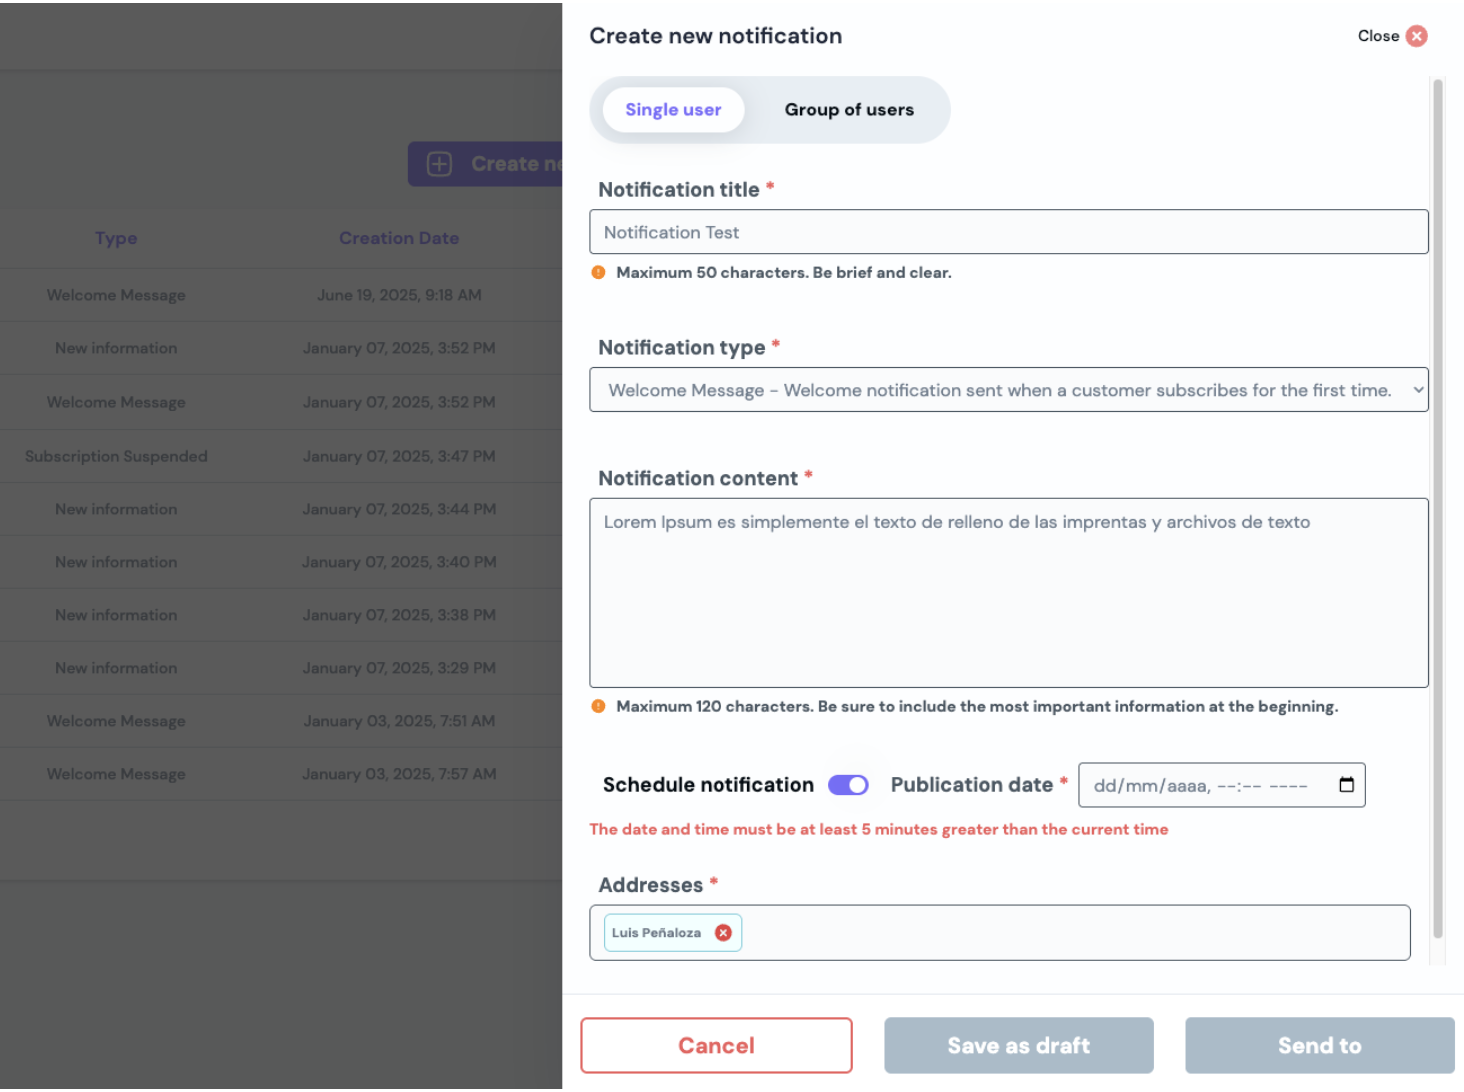 Create new notification
Close
Single user
Group of users
Create ne
Notification title *
Notification Test
Maximum 50 characters. Be brief and clear.
Type
Creation Date
Welcome Message
June 19, 2025, 9:18 AM
New information
January 07, 2025, 3:52 PM
Welcome Message
January 07, 2025, 3:52 PM
Subscription Suspended
January 07, 2025, 3:47 PM
New information
January 07, 2025, 3:44 PM
New information
January 07, 2025, 3:40 PM
New information
January 07, 2025, 3:38 PM
New information
January 07, 2025, 3:29 PM
Welcome Message
January 03, 2025, 7:51 AM
Welcome Message
January 03, 2025, 7:57 AM
Notification type *
Welcome Message - Welcome notification sent when a customer subscribes for the first time.
Notification content *
Lorem Ipsum es simplemente el texto de relleno de las imprentas y archivos de texto
Maximum 120 characters. Be sure to include the most important information at the beginning.
Schedule notification
Publication date *
dd/mm/aaaa, --:-- ----
The date and time must be at least 5 minutes greater than the current time
Addresses *
Luis Peñaloza
Cancel
Save as draft
Send to